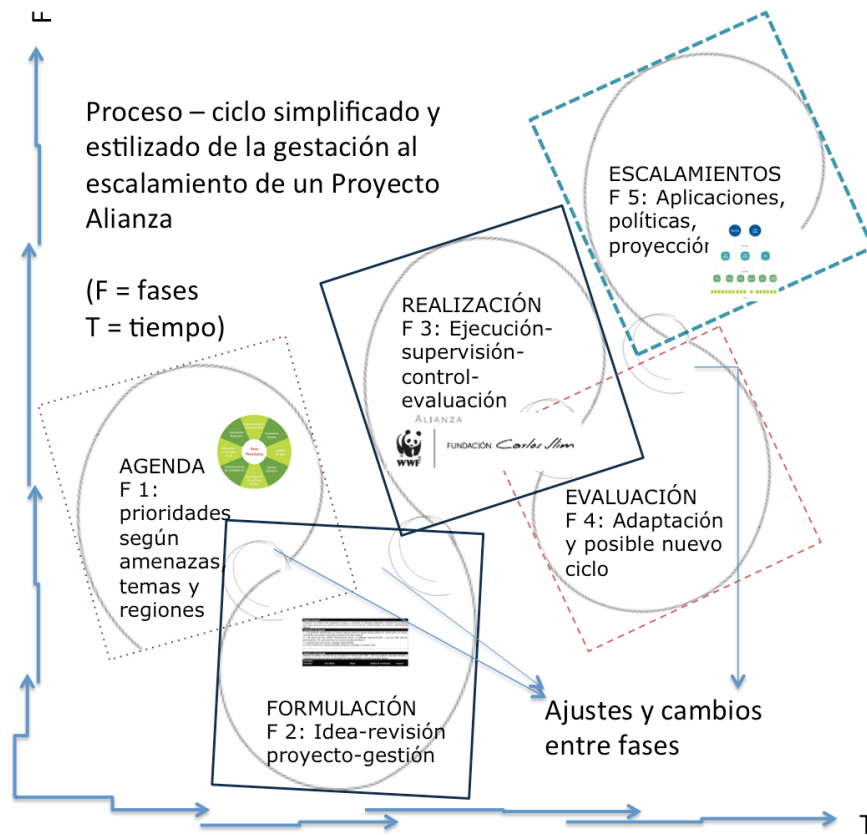 F
Proceso – ciclo simplificado y
estilizado de la gestación al
escalamiento de un Proyecto
Alianza
(F = fases
T = tiempo)
ESCALAMIENTOS
F 5: Aplicaciones,
políticas,
proyección
REALIZACIÓN
F 3: Ejecución-
supervisión-
control-
evaluación
ALIANZA
WWF
FUNDACIÓN Carlos Slim
AGENDA
F 1:
prioridades
según
amenazas,
temas y
regiones
EVALUACIÓN
F 4: Adaptación
y posible nuevo
ciclo
FORMULACIÓN
F 2: Idea-revisión
proyecto-gestión
Ajustes y cambios
entre fases
T